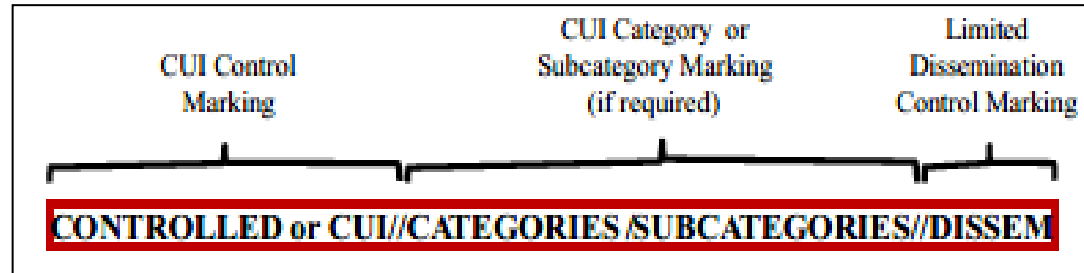 CUI Control
Marking
CUI Category or
Subcategory Marking
(if required)
Limited
Dissemination
Control Marking
CONTROLLED or CUI//CATEGORIES /SUBCATEGORIES//DISSEM